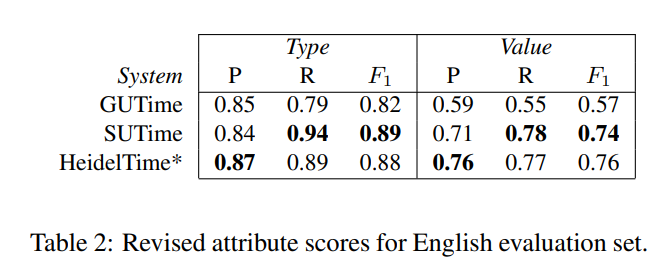 Type Value
System P R F1 P R F1
GUTime 0.85 0.79 0.82 0.59 0.55 0.57
SUTime 0.84 0.94 0.89 0.71 0.78 0.74
HeidelTime* 0.87 0.89 0.88 0.76 0.77 0.76
Table 2: Revised attribute scores for English evaluation set.